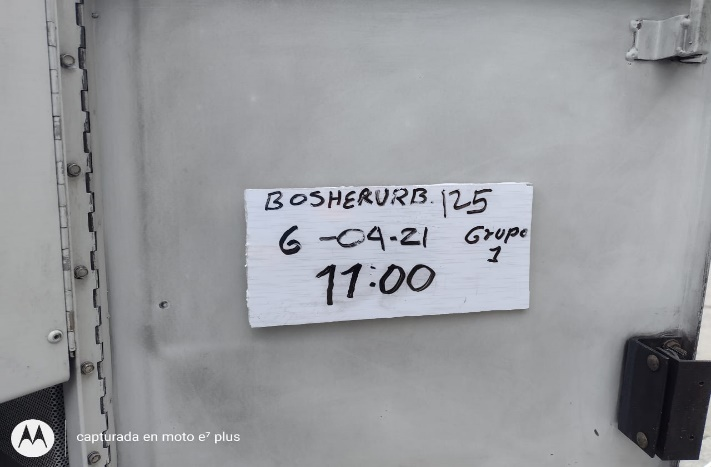 BOSHERURB. 125
6 -04-21 Grupo
1
11:00
capturada en moto e⁷ plus